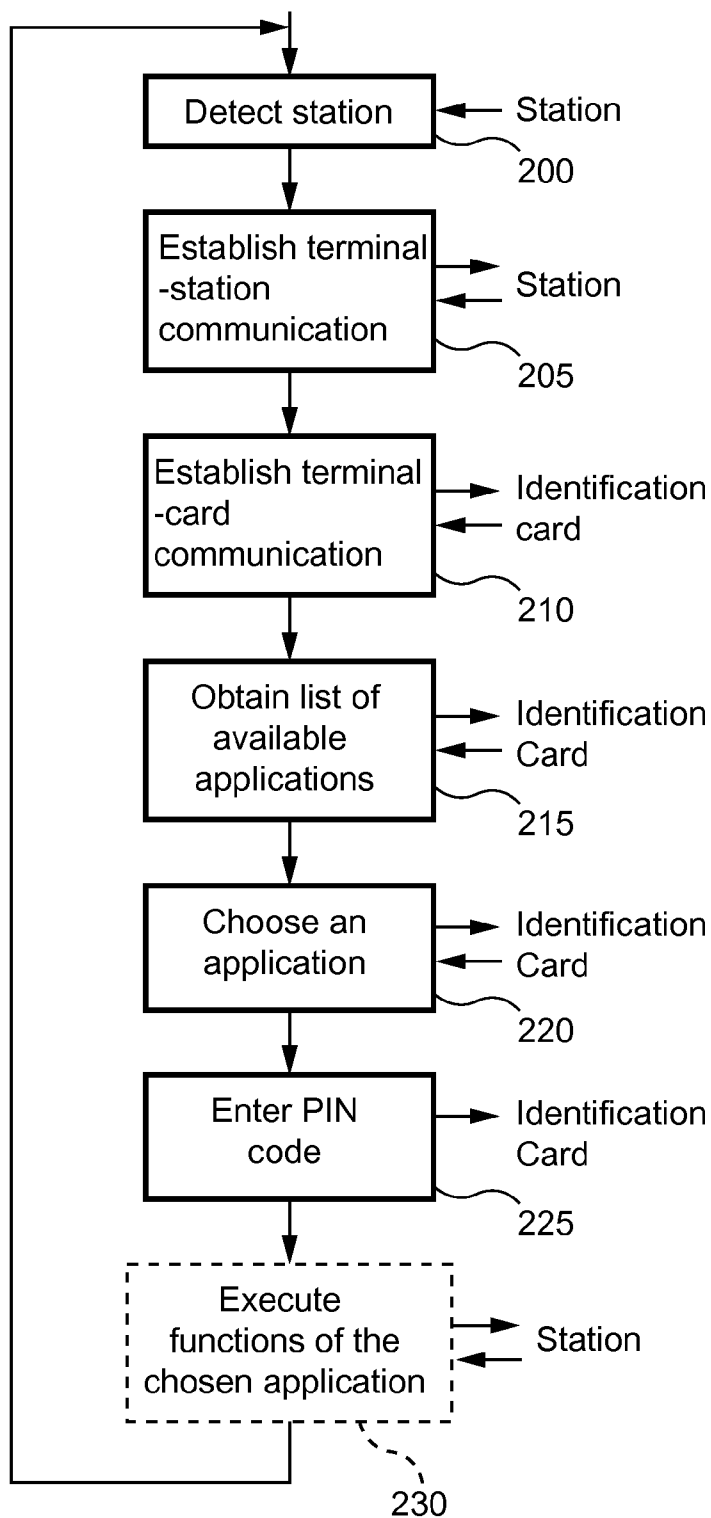 Detect station
Station
200
Establish terminal
-station
communication
Station
205
Establish terminal
-card
communication
Identification
card
210
Obtain list of
available
applications
Identification
Card
215
Choose an
application
Identification
Card
220
Enter PIN
code
Identification
Card
225
Execute
functions of the
chosen application
Station
230